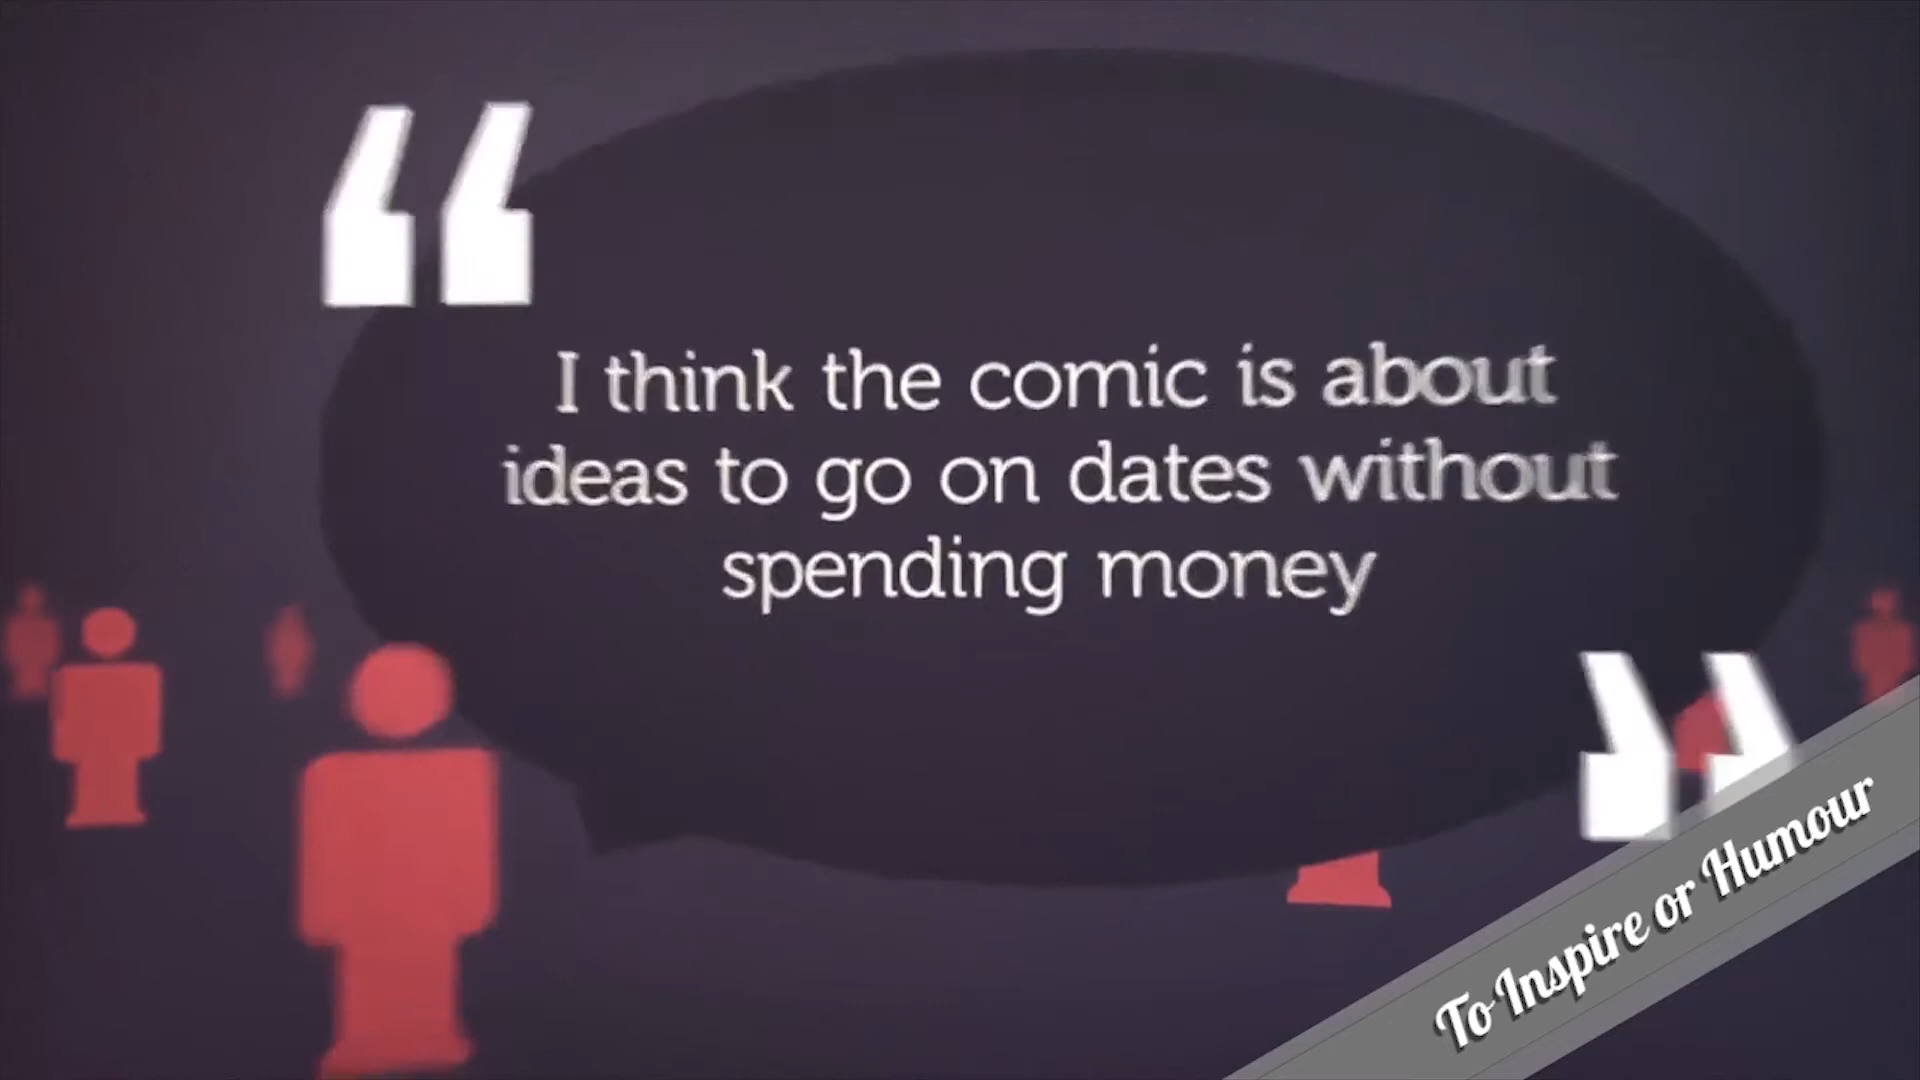 “
I think the comic is about
ideas to go on dates without
spending money
”
To Inspire or Humour